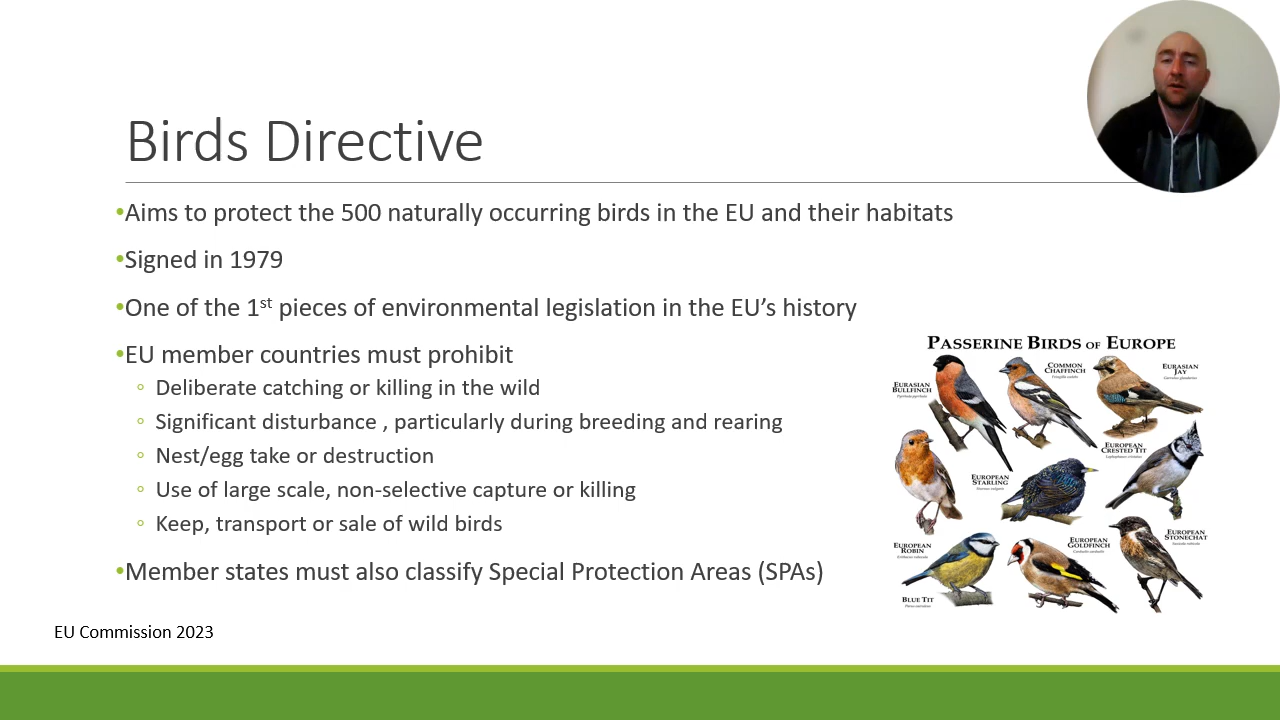 Birds Directive
•Aims to protect the 500 naturally occurring birds in the EU and their habitats
•Signed in 1979
•One of the 1st pieces of environmental legislation in the EU’s history
•EU member countries must prohibit
◦ Deliberate catching or killing in the wild
◦ Significant disturbance , particularly during breeding and rearing
◦ Nest/egg take or destruction
◦ Use of large scale, non-selective capture or killing
◦ Keep, transport or sale of wild birds
•Member states must also classify Special Protection Areas (SPAs)
EU Commission 2023
PASSERINE BIRDS OF EUROPE
EURASIAN
BULLFINCH
COMMON
CHAFFINCH
EURASIAN
JAY
EUROPEAN
STARLING
EUROPEAN
CRESTED TIT
EUROPEAN
ROBIN
EUROPEAN
GOLDFINCH
EUROPEAN
STONECHAT
BLUE TIT